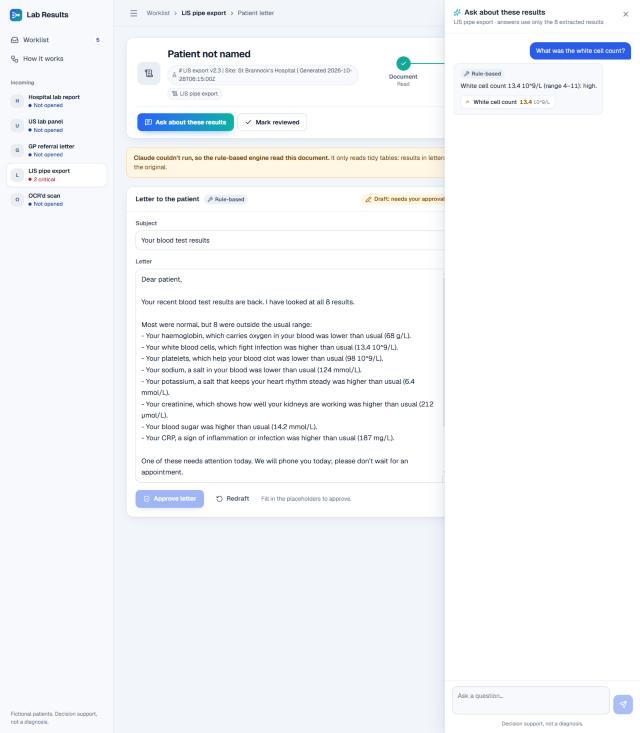 Lab Results
Worklist 5
How it works
Incoming
H Hospital lab report
Not opened
U US lab panel
Not opened
G GP referral letter
Not opened
L LIS pipe export
2 critical
O OCR'd scan
Not opened
Fictional patients. Decision support,
not a diagnosis.
Worklist > LIS pipe export > Patient letter
Patient not named
# LIS export v2.3 | Site: St Brannock's Hospital | Generated 2026-10-
28T06:15:00Z
LIS pipe export
Document
Read
Ask about these results
Mark reviewed
Claude couldn't run, so the rule-based engine read this document. It only reads tidy tables: results in letters
the original.
Letter to the patient
Rule-based
Draft: needs your approval
Subject
Your blood test results
Letter
Dear patient,
Your recent blood test results are back. I have looked at all 8 results.
Most were normal, but 8 were outside the usual range:
- Your haemoglobin, which carries oxygen in your blood was lower than usual (68 g/L).
- Your white blood cells, which fight infection was higher than usual (13.4 10^9/L).
- Your platelets, which help your blood clot was lower than usual (98 10^9/L).
- Your sodium, a salt in your blood was lower than usual (124 mmol/L).
- Your potassium, a salt that keeps your heart rhythm steady was higher than usual (6.4
mmol/L).
- Your creatinine, which shows how well your kidneys are working was higher than usual (212
µmol/L).
- Your blood sugar was higher than usual (14.2 mmol/L).
- Your CRP, a sign of inflammation or infection was higher than usual (187 mg/L).
One of these needs attention today. We will phone you today; please don't wait for an
appointment.
Approve letter
Redraft
Fill in the placeholders to approve.
Ask about these results
LIS pipe export · answers use only the 8 extracted results
What was the white cell count?
Rule-based
White cell count 13.4 10^9/L (range 4–11): high.
White cell count 13.4 10^9/L
Ask a question...
Decision support, not a diagnosis.